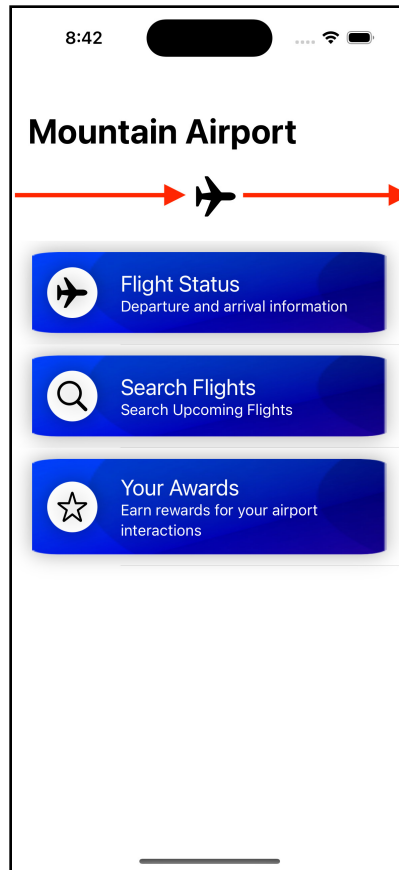 8:42
Mountain Airport
Flight Status
Departure and arrival information
Search Flights
Search Upcoming Flights
Your Awards
Earn rewards for your airport
interactions